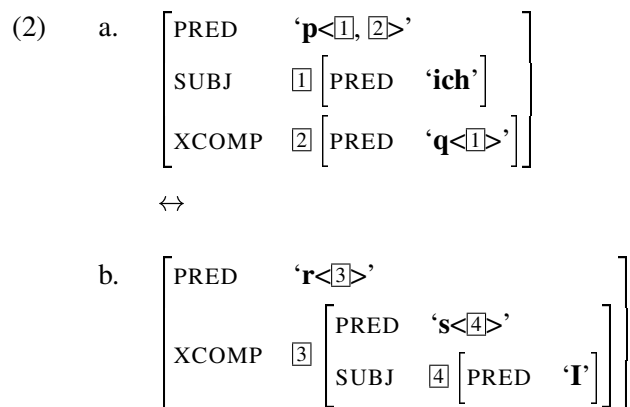 (2) a. PRED ‘p<1, 2>’
SUBJ 1 PRED ‘ich’
XCOMP 2 PRED ‘q<1>’
↔
b. PRED ‘r<3>’
XCOMP 3 PRED ‘s<4>’
SUBJ 4 PRED ‘I’